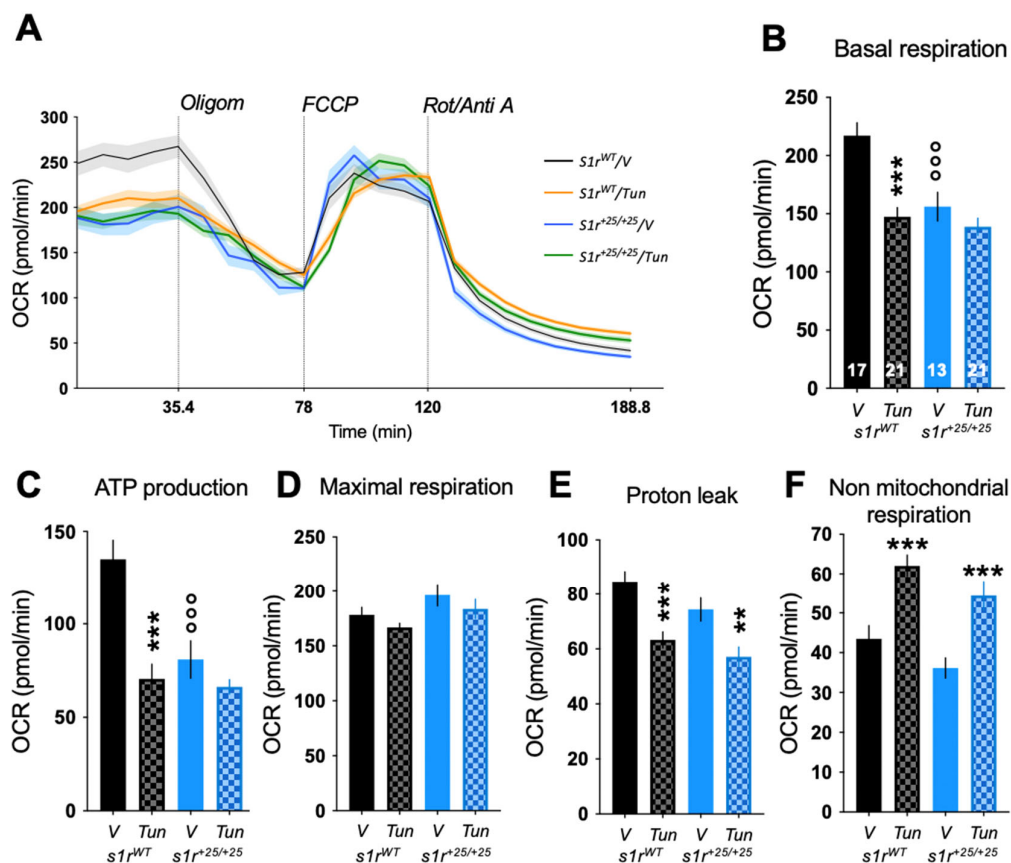 A
Oligom
FCCP
Rot/Anti A
OCR (pmol/min)
300
250
200
150
100
50
0
35.4
78
120
188.8
Time (min)
S1r^WT/V
S1r^WT/Tun
S1r^+25/+25/V
S1r^+25/+25/Tun
B
Basal respiration
OCR (pmol/min)
250
200
150
100
50
0
***
°°°
17
21
13
21
V
Tun
V
Tun
s1r^WT
s1r^+25/+25
C
ATP production
OCR (pmol/min)
150
100
50
0
***
°°°
V
Tun
V
Tun
s1r^WT
s1r^+25/+25
D
Maximal respiration
OCR (pmol/min)
250
200
150
100
50
0
V
Tun
V
Tun
s1r^WT
s1r^+25/+25
E
Proton leak
OCR (pmol/min)
100
80
60
40
20
0
***
**
V
Tun
V
Tun
s1r^WT
s1r^+25/+25
F
Non mitochondrial
respiration
OCR (pmol/min)
70
60
50
40
30
20
10
0
***
***
V
Tun
V
Tun
s1r^WT
s1r^+25/+25